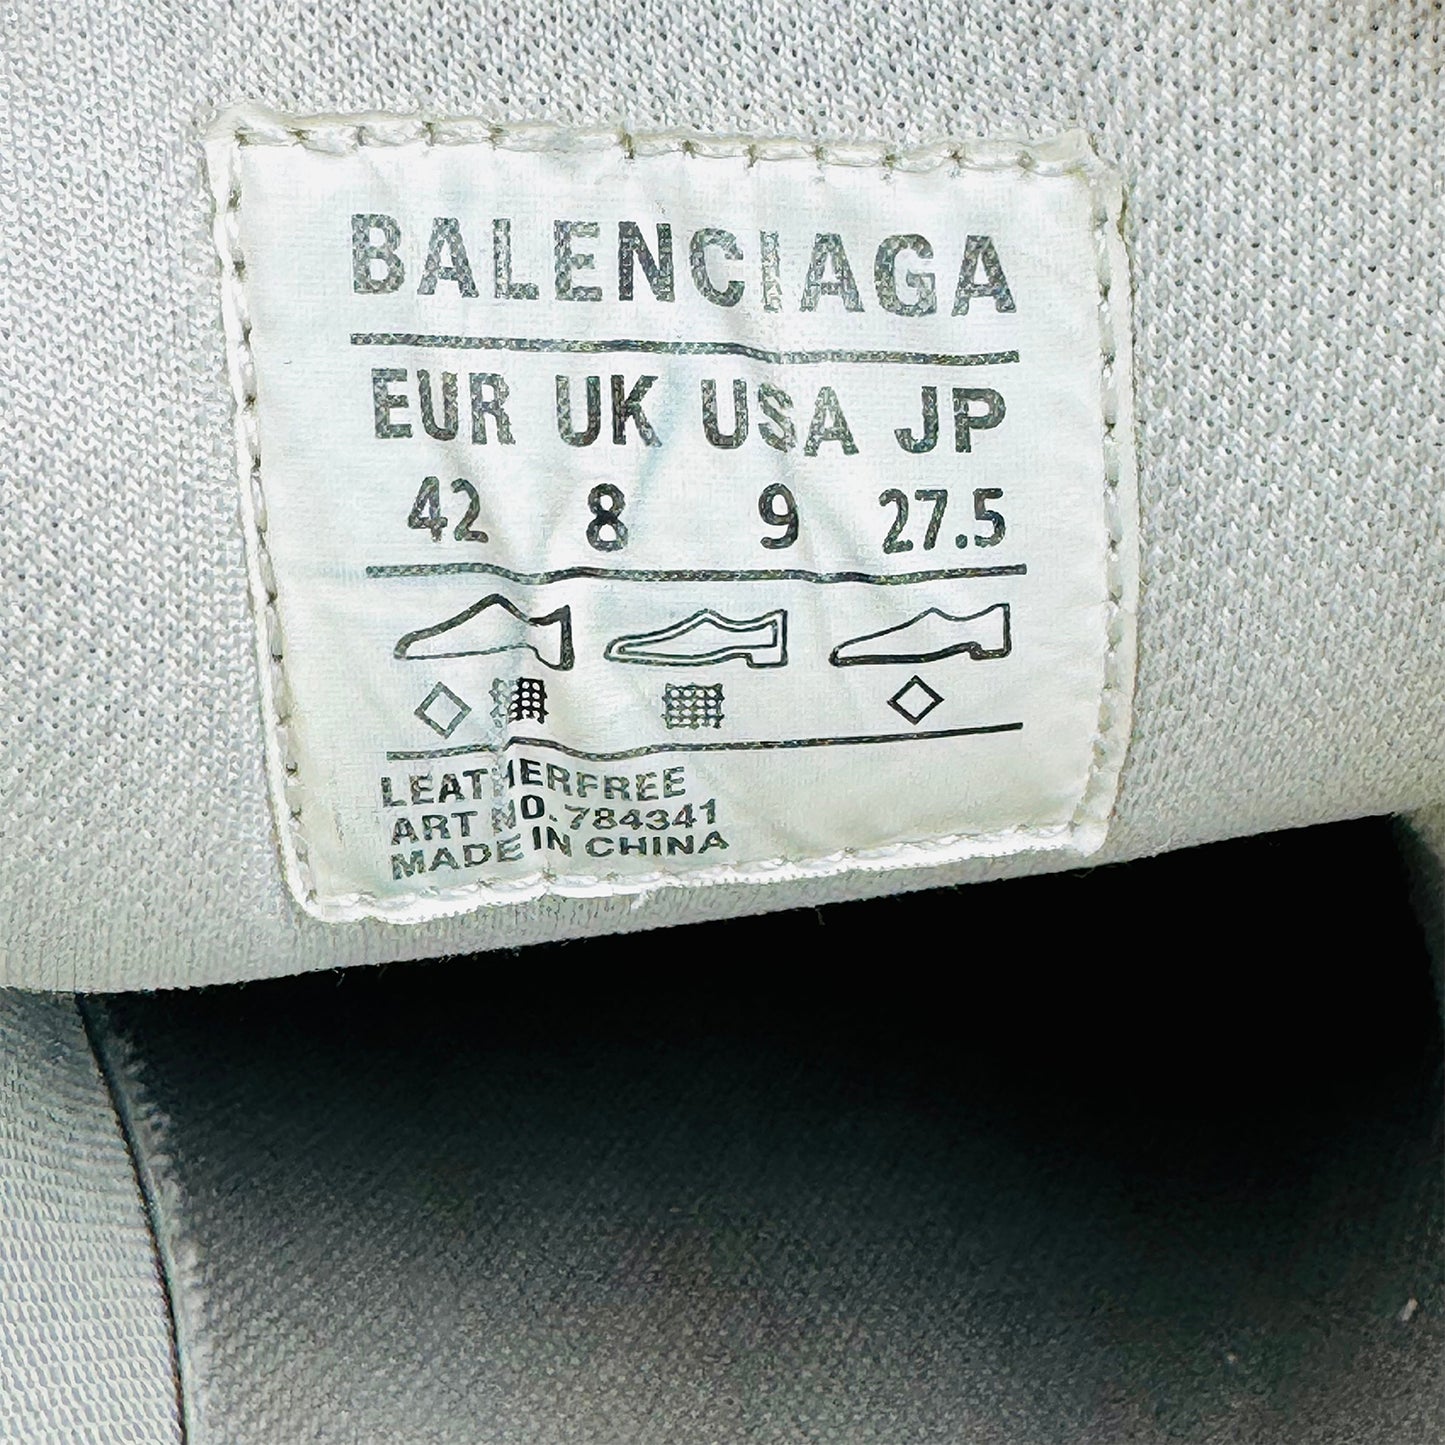 BALENCIAGA
EUR UK USA JP
42 8 9 27.5
LEATHERFREE
ART NO. 784341
MADE IN CHINA